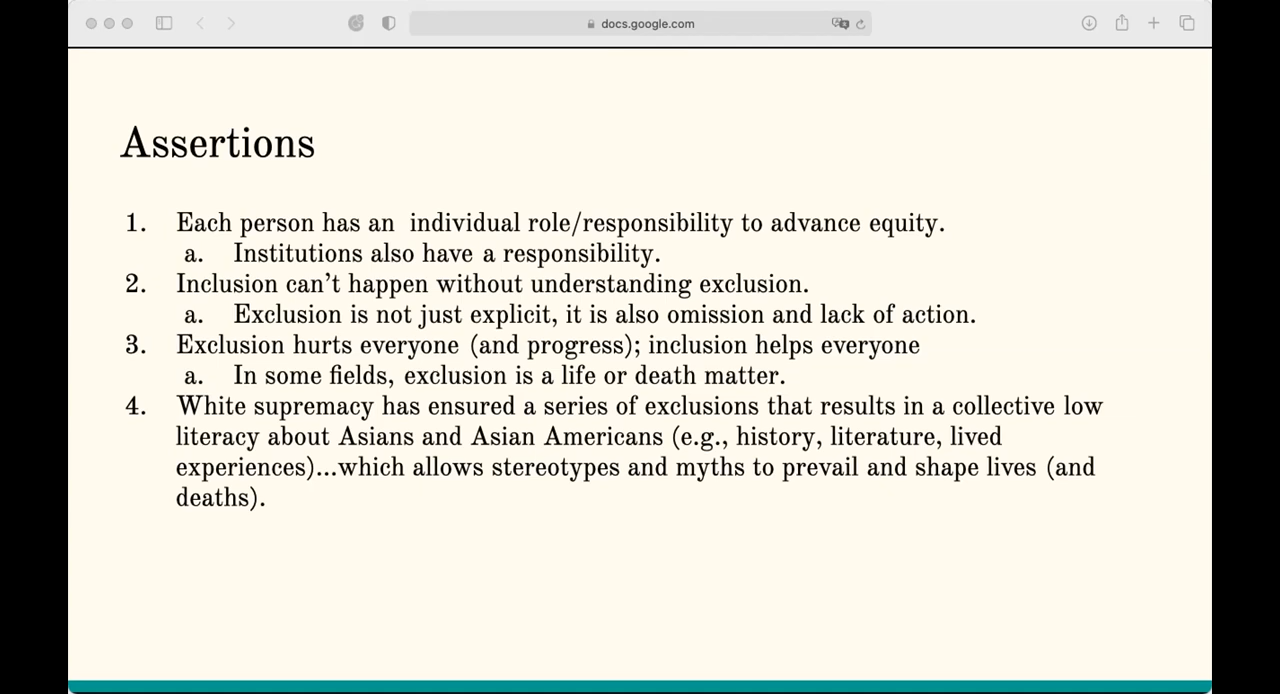 docs.google.com
Assertions
1. Each person has an individual role/responsibility to advance equity.
a. Institutions also have a responsibility.
2. Inclusion can't happen without understanding exclusion.
a. Exclusion is not just explicit, it is also omission and lack of action.
3. Exclusion hurts everyone (and progress); inclusion helps everyone
a. In some fields, exclusion is a life or death matter.
4. White supremacy has ensured a series of exclusions that results in a collective low
literacy about Asians and Asian Americans (e.g., history, literature, lived
experiences)...which allows stereotypes and myths to prevail and shape lives (and
deaths).